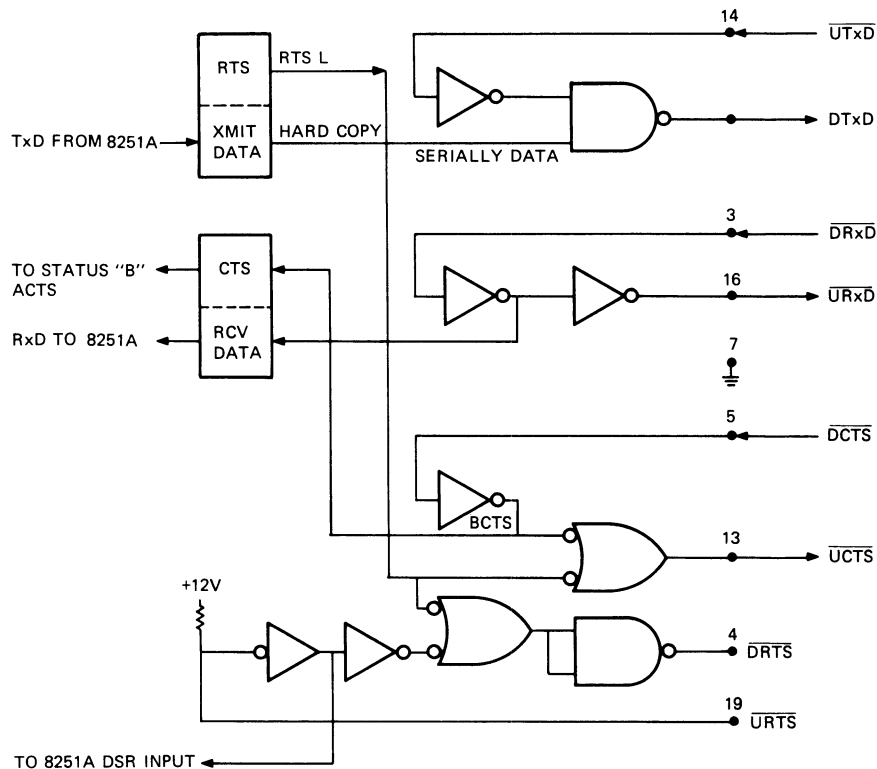 14
UTxD
RTS
RTS L
TxD FROM 8251A
XMIT
DATA
HARD COPY
SERIALLY DATA
DTxD
3
DRxD
TO STATUS "B"
ACTS
CTS
16
URxD
RxD TO 8251A
RCV
DATA
7
5
DCTS
BCTS
13
UCTS
+12V
4
DRTS
19
URTS
TO 8251A DSR INPUT